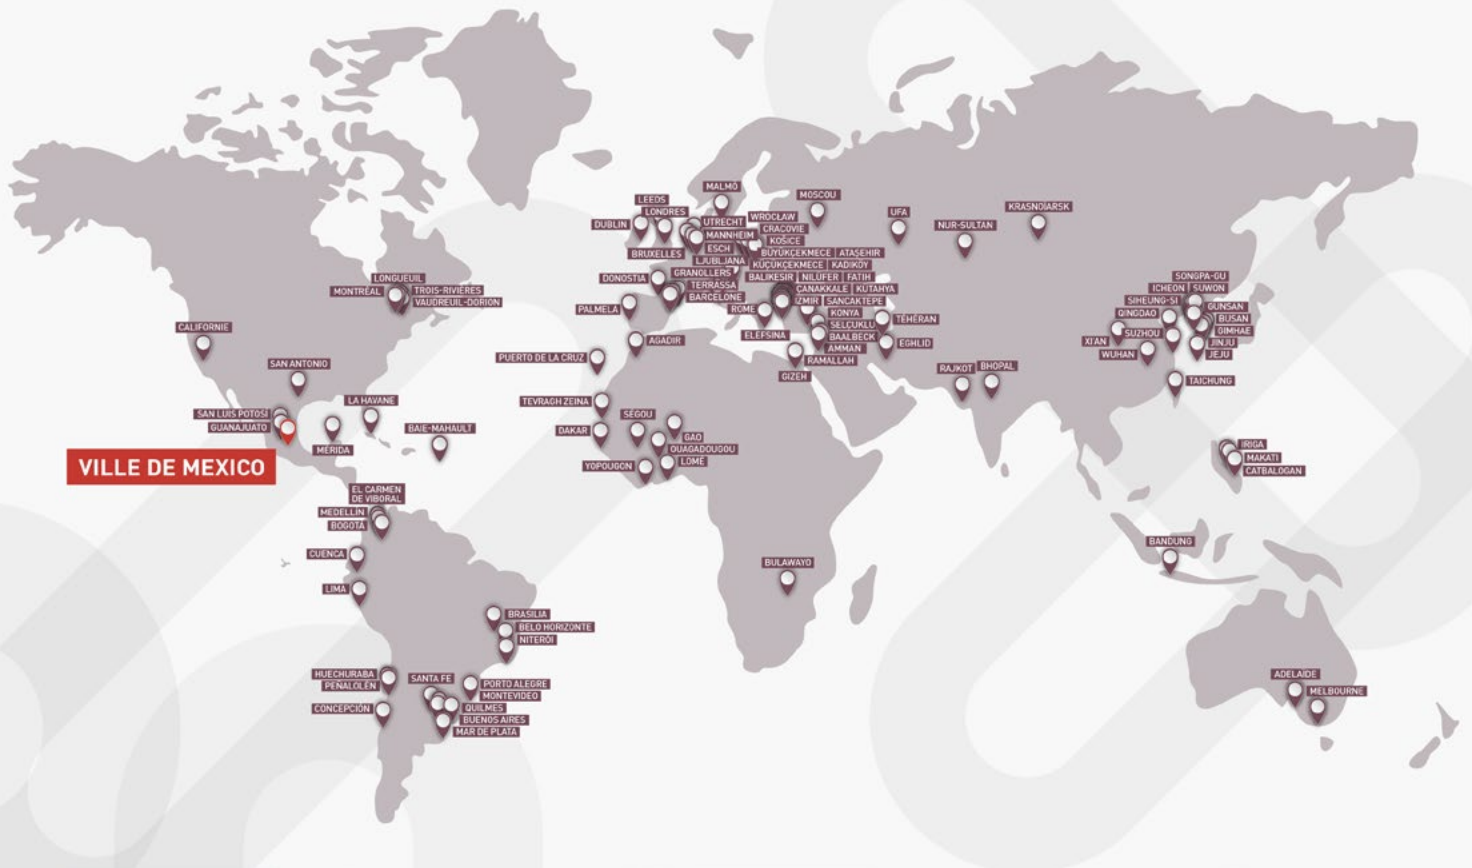 MALMÖ
LEEDS
LONDRES
DUBLIN
UTRECHT
WROCŁAW
MOSCOU
UFA
NUR-SULTAN
KRASNOÏARSK
CRACOVIE
MANNHEIM
KOŠICE
ESCH
BRUXELLES
LJUBLJANA
BÜYÜKÇEKMECE
ATAŞEHIR
KÜÇÜKÇEKMECE
KADIKÖY
DONOSTIA
GRANOLLERS
BALIKESIR
NILÜFER
FATIH
TERRASSA
ÇANAKKALE
KÜTAHYA
BARCELONE
IZMIR
SANCAKTEPE
PALMELA
ROME
KONYA
TÉHÉRAN
SELÇUKLU
ELEFSINA
BAALBECK
AGADIR
AMMAN
EGHLID
RAMALLAH
GIZEH
PUERTO DE LA CRUZ
LONGUEUIL
MONTRÉAL
TROIS-RIVIÈRES
VAUDREUIL-DORION
CALIFORNIE
SAN ANTONIO
SAN LUIS POTOSÍ
GUANAJUATO
LA HAVANE
MERIDA
BAIE-MAHAULT
VILLE DE MEXICO
TEVRAGH ZEINA
SÉGOU
DAKAR
GAO
OUAGADOUGOU
YOPOUGON
LOMÉ
BULAWAYO
SONGPA-GU
ICHEON
SUWON
SIHEUNG-SI
GUNSAN
QINGDAO
BUSAN
GIMHAE
XI'AN
SUZHOU
JINJU
WUHAN
JEJU
RAJKOT
BHOPAL
TAICHUNG
IRIGA
MAKATI
CATBALOGAN
BANDUNG
EL CARMEN
DE VIBORAL
MEDELLÍN
BOGOTÁ
CUENCA
LIMA
BRASILIA
BELO HORIZONTE
NITERÓI
HUECHURABA
PEÑALOLÉN
SANTA FE
PORTO ALEGRE
MONTEVIDEO
CONCEPCIÓN
QUILMES
BUENOS AIRES
MAR DE PLATA
ADELAÏDE
MELBOURNE